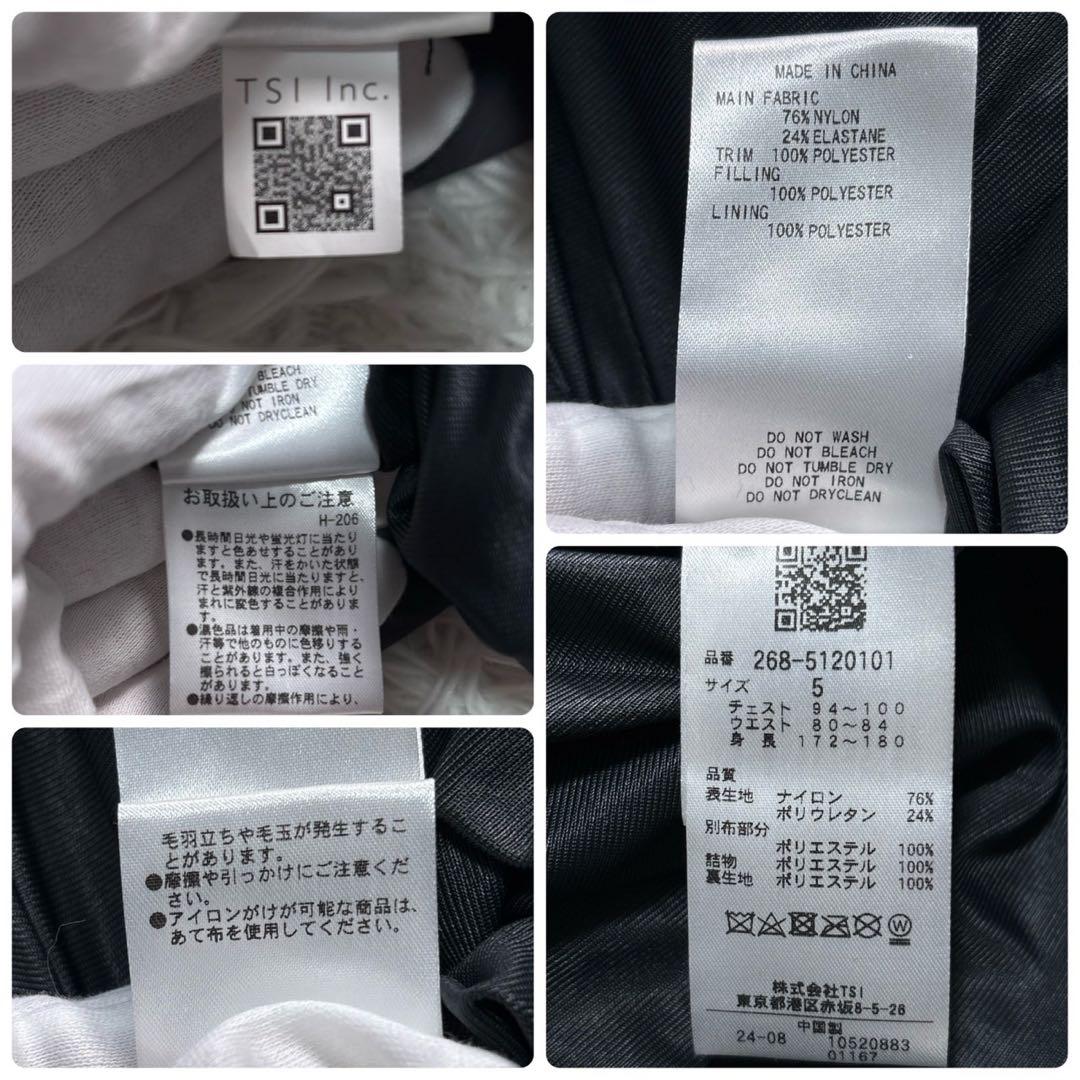 TSI Inc.
MADE IN CHINA
MAIN FABRIC
76% NYLON
24% ELASTANE
TRIM 100% POLYESTER
FILLING
100% POLYESTER
LINING
100% POLYESTER
DO NOT WASH
DO NOT BLEACH
DO NOT TUMBLE DRY
DO NOT IRON
DO NOT DRYCLEAN
BLEACH
TUMBLE DRY
NOT IRON
NOT DRYCLEAN
お取扱い上のご注意
H-206
●長時間日光や蛍光灯に当たり
ますと色あせすることがあり
ます。また、汗をかいた状態
で長時間日光に当たりますと、
汗と紫外線の複合作用により
まれに変色することがありま
す。
●濃色品は着用中の摩擦や雨・
汗等で他のものに色移りする
ことがあります。また、強く
擦られると白っぽくなること
があります。
●繰り返しの摩擦作用により、
毛羽立ちや毛玉が発生するこ
とがあります。
●摩擦や引っかけにご注意くだ
さい。
●アイロンがけが可能な商品は、
あて布を使用してください。
品番 268-5120101
サイズ 5
チェスト 94～100
ウエスト 80～84
身長 172～180
品質
表生地 ナイロン 76%
ポリウレタン 24%
別布部分
ポリエステル 100%
詰物 ポリエステル 100%
裏生地 ポリエステル 100%
W
株式会社TSI
東京都港区赤坂8-5-26
中国製
24-08 10520883
01167